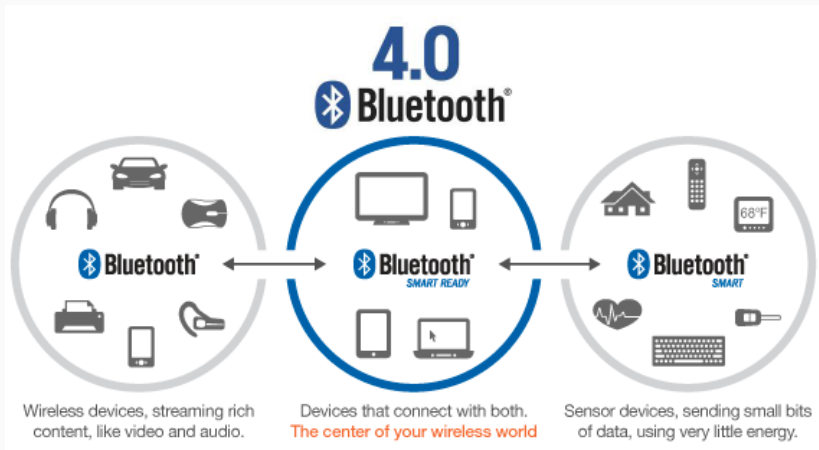 4.0
Bluetooth®
68°F
Bluetooth®
Bluetooth®
SMART READY
Bluetooth®
SMART
Wireless devices, streaming rich
content, like video and audio.
Devices that connect with both.
The center of your wireless world
Sensor devices, sending small bits
of data, using very little energy.